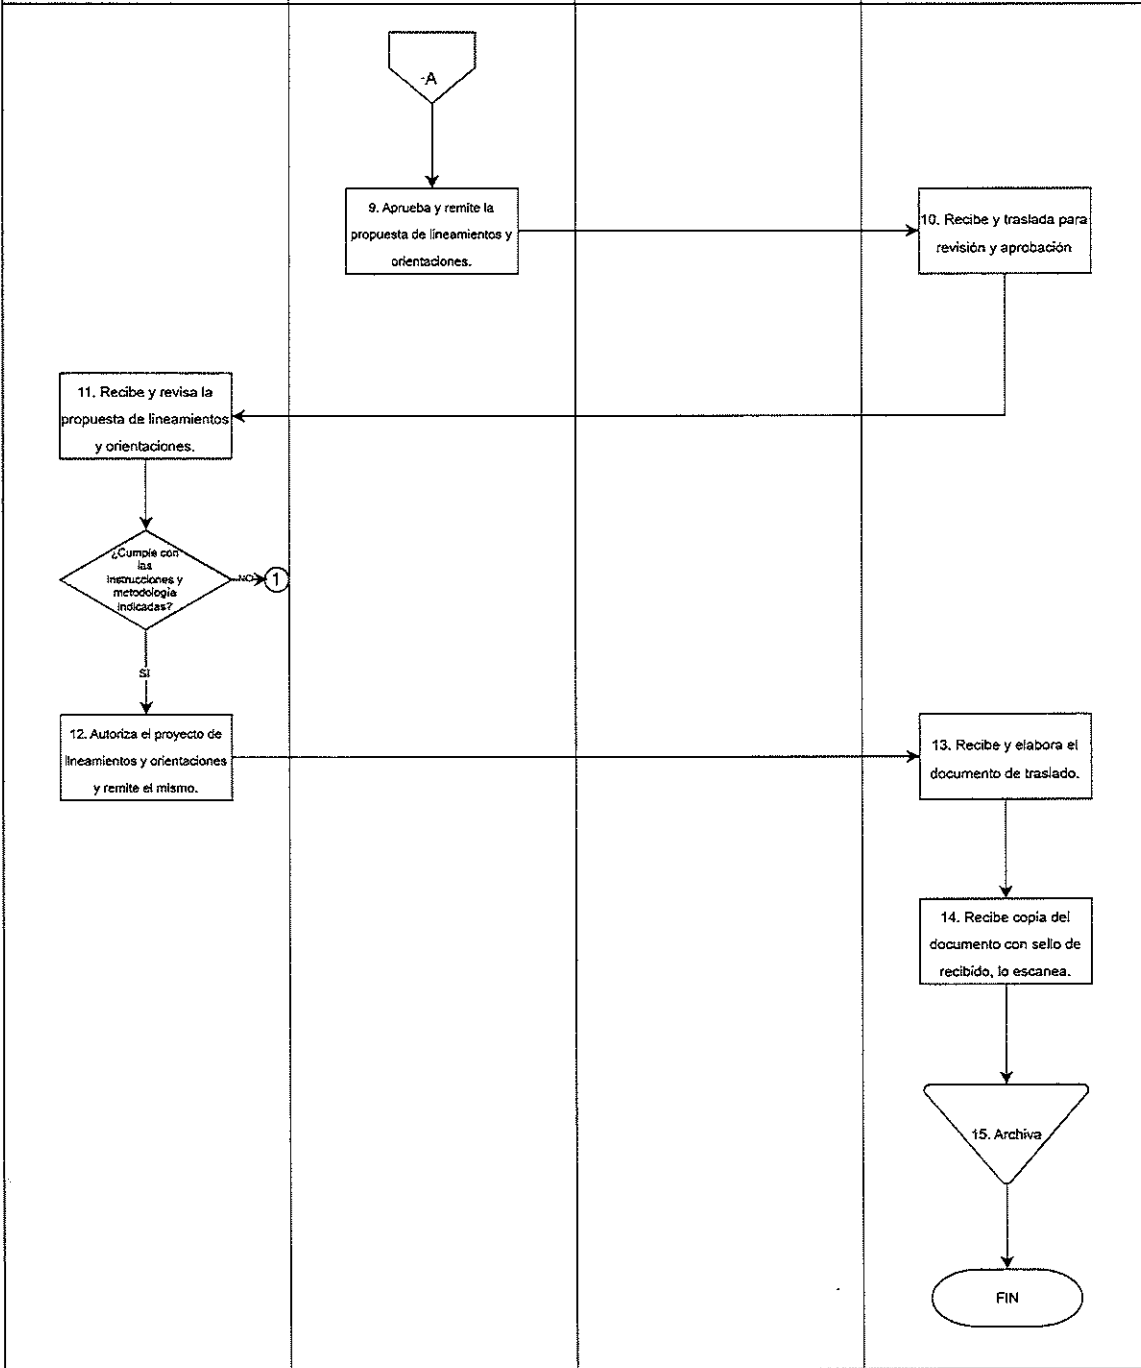 -A
9. Aprueba y remite la
propuesta de lineamientos y
orientaciones.
10. Recibe y traslada para
revisión y aprobación
11. Recibe y revisa la
propuesta de lineamientos
y orientaciones.
¿Cumple con
las
instrucciones y
metodología
indicadas?
NO
1
SI
12. Autoriza el proyecto de
lineamientos y orientaciones
y remite el mismo.
13. Recibe y elabora el
documento de traslado.
14. Recibe copia del
documento con sello de
recibido, lo escanea.
15. Archiva
FIN